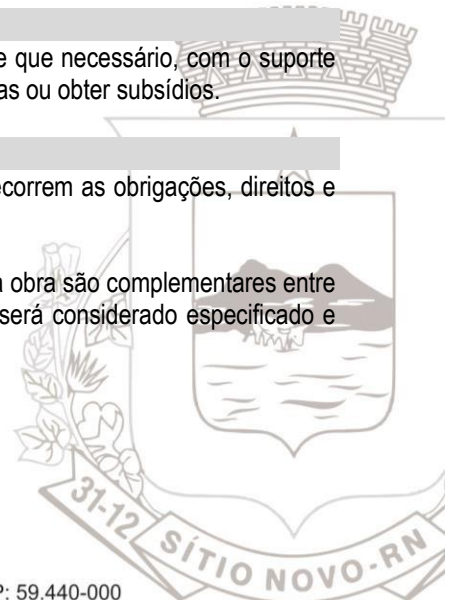 e que necessário, com o suporte
as ou obter subsídios.
ecorrem as obrigações, direitos e
a obra são complementares entre
será considerado especificado e
31-12 SÍTIO NOVO-RN
P: 59.440-000